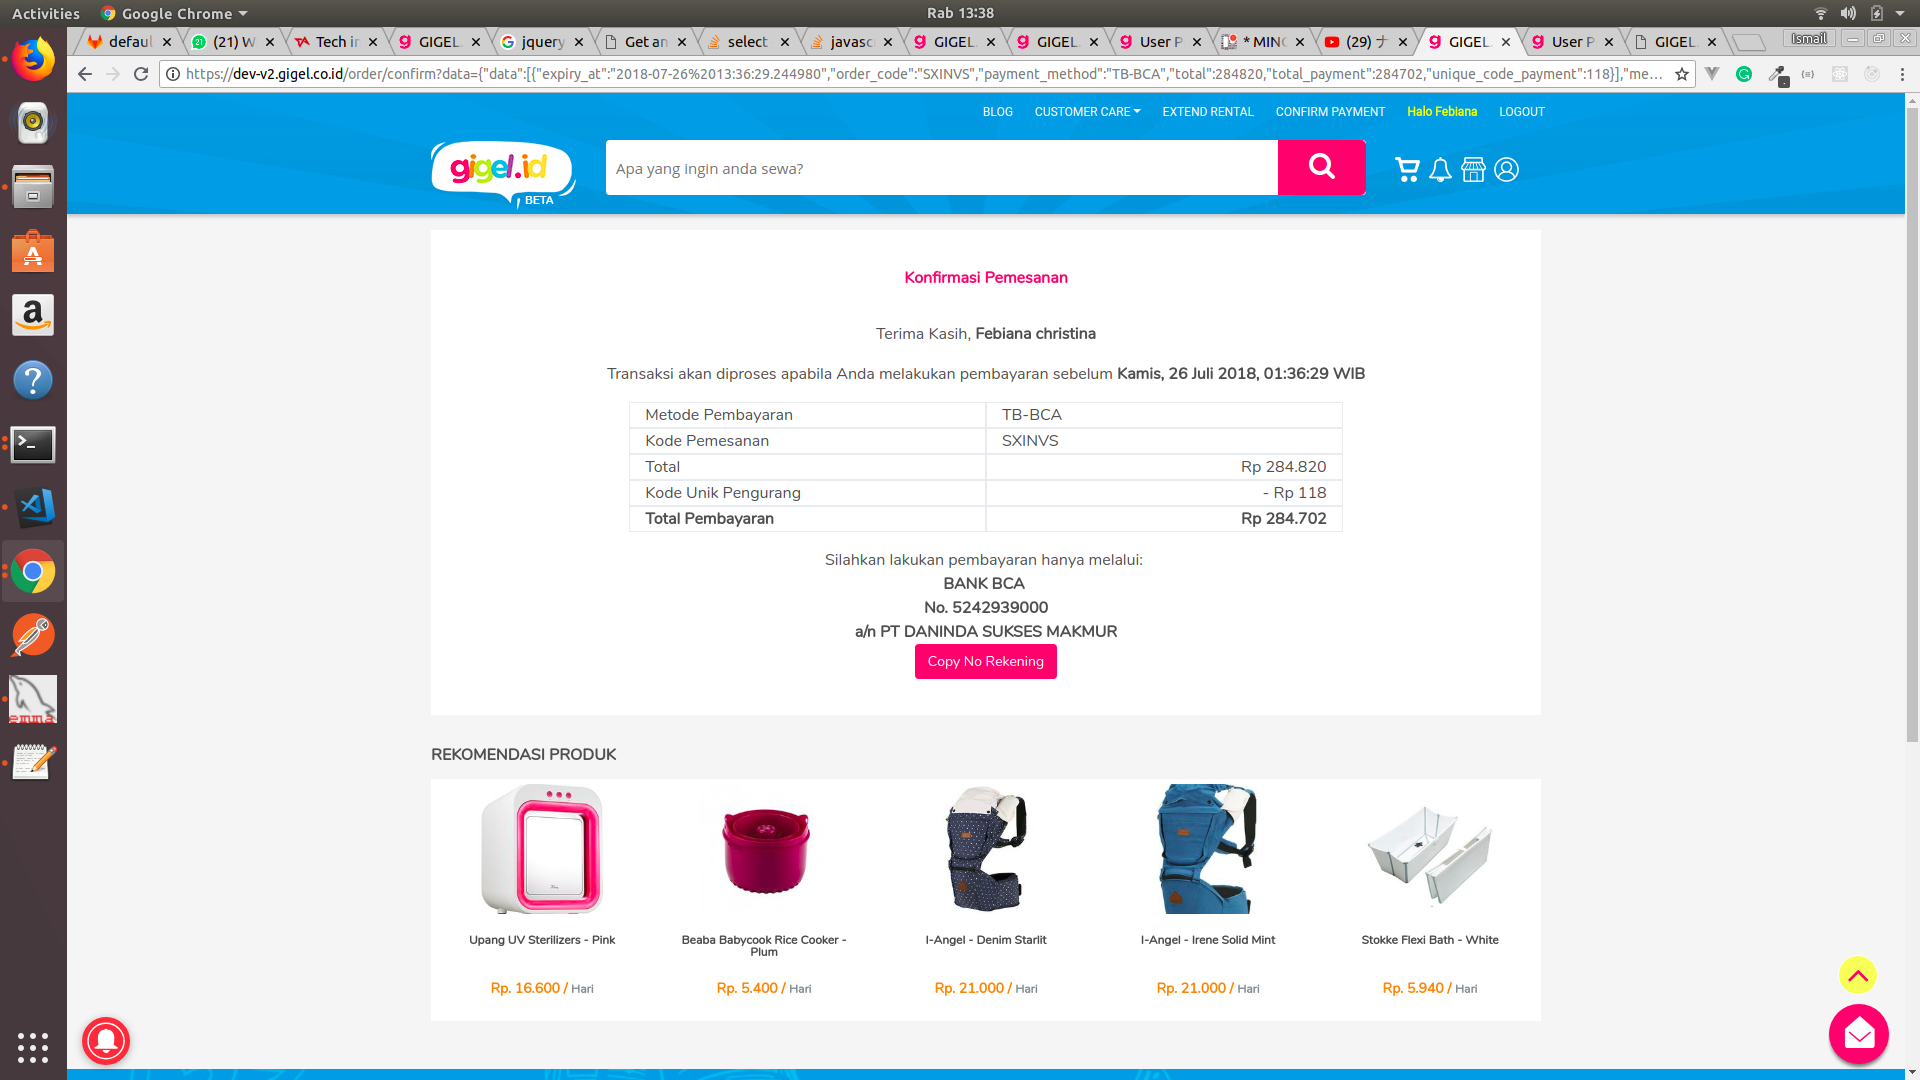 Activities
Google Chrome
Rab 13:38
defaul
(21) W
Tech in
GIGEL.
jquery
Get an
select
javasc
GIGEL.
GIGEL.
User P
* MING
(29) ナ
GIGEL.
User P
GIGEL.
Ismail
https://dev-v2.gigel.co.id/order/confirm?data={"data":[{"expiry_at":"2018-07-26%2013:36:29.244980","order_code":"SXINVS","payment_method":"TB-BCA","total":284820,"total_payment":284702,"unique_code_payment":118}],"me...
BLOG
CUSTOMER CARE
EXTEND RENTAL
CONFIRM PAYMENT
Halo Febiana
LOGOUT
gigel.id
BETA
Apa yang ingin anda sewa?
Konfirmasi Pemesanan
Terima Kasih, Febiana christina
Transaksi akan diproses apabila Anda melakukan pembayaran sebelum Kamis, 26 Juli 2018, 01:36:29 WIB
Metode Pembayaran TB-BCA
Kode Pemesanan SXINVS
Total Rp 284.820
Kode Unik Pengurang - Rp 118
Total Pembayaran Rp 284.702
Silahkan lakukan pembayaran hanya melalui:
BANK BCA
No. 5242939000
a/n PT DANINDA SUKSES MAKMUR
Copy No Rekening
REKOMENDASI PRODUK
Upang UV Sterilizers - Pink
Rp. 16.600 / Hari
Beaba Babycook Rice Cooker -
Plum
Rp. 5.400 / Hari
I-Angel - Denim Starlit
Rp. 21.000 / Hari
I-Angel - Irene Solid Mint
Rp. 21.000 / Hari
Stokke Flexi Bath - White
Rp. 5.940 / Hari
emma